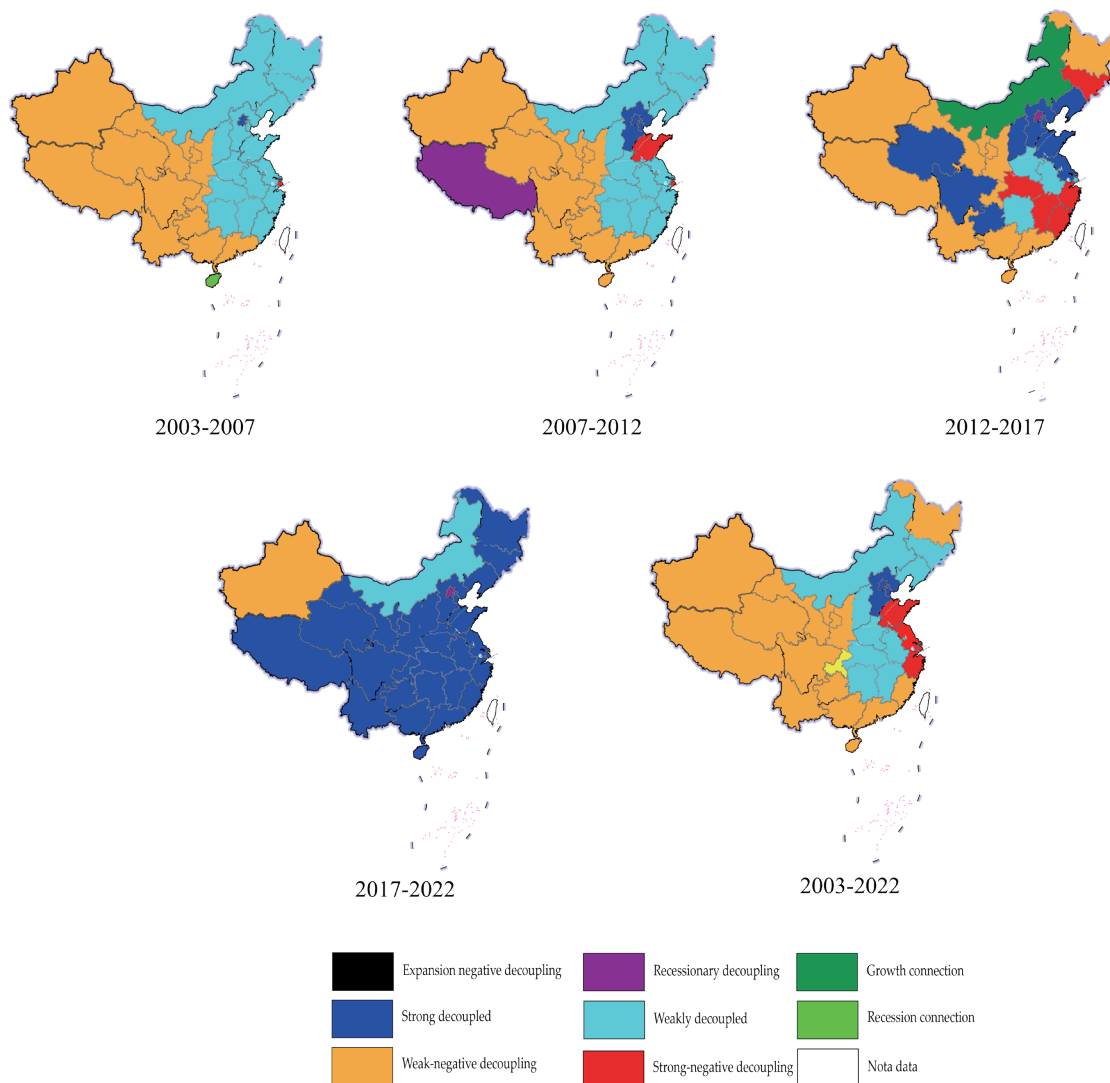 2003-2007
2007-2012
2012-2017
2017-2022
2003-2022
Expansion negative decoupling
Recessionary decoupling
Growth connection
Strong decoupled
Weakly decoupled
Recession connection
Weak-negative decoupling
Strong-negative decoupling
Nota data